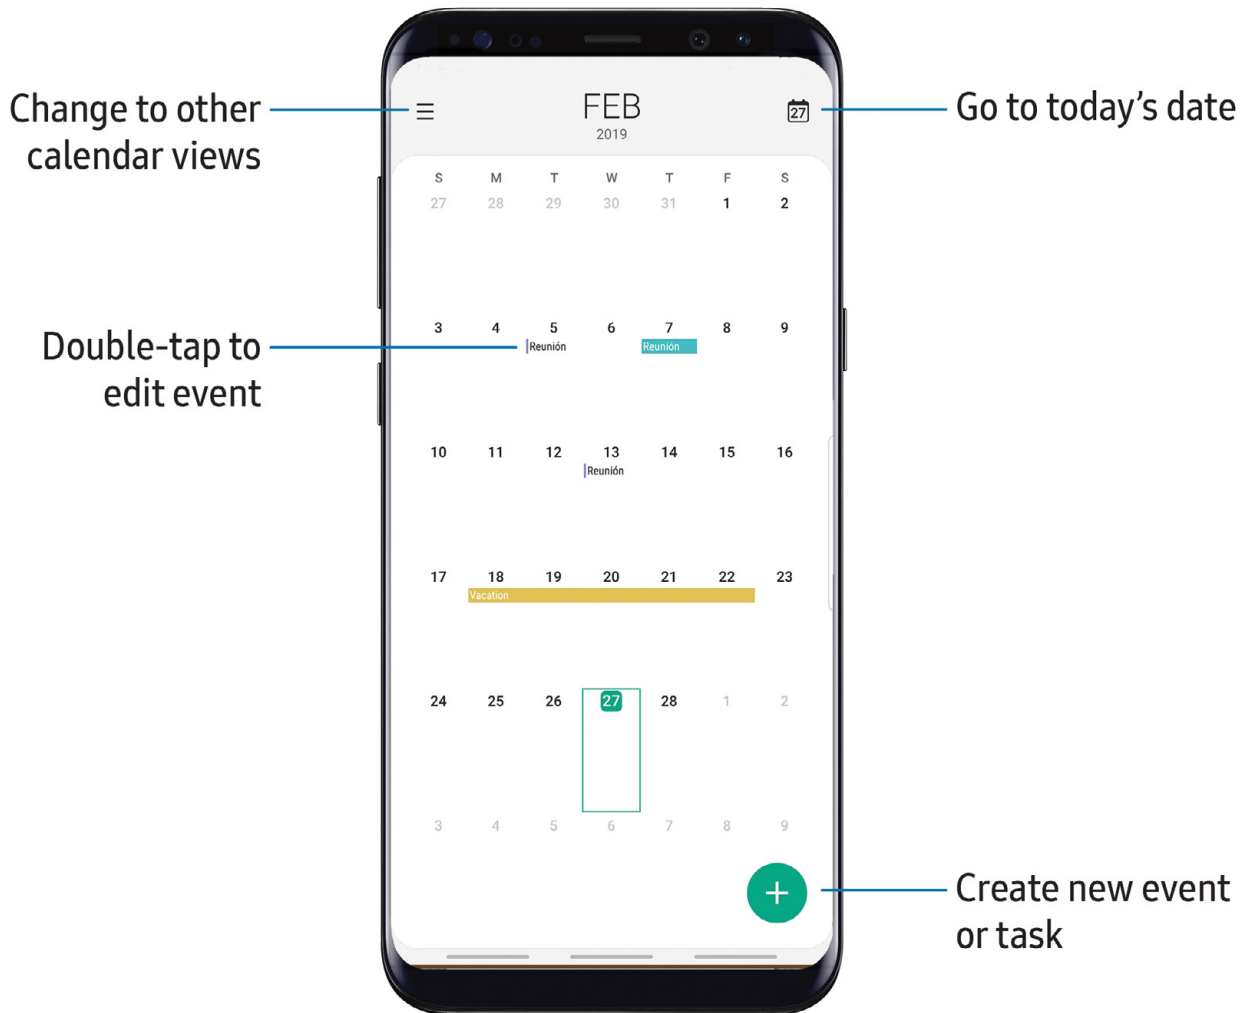 Change to other
calendar views
FEB
2019
27
Go to today's date
S M T W T F S
27 28 29 30 31 1 2
3 4 5 6 7 8 9
Double-tap to
edit event
Reunión Reunión
10 11 12 13 14 15 16
Reunión
17 18 19 20 21 22 23
Vacation
24 25 26 27 28 1 2
3 4 5 6 7 8 9
Create new event
or task